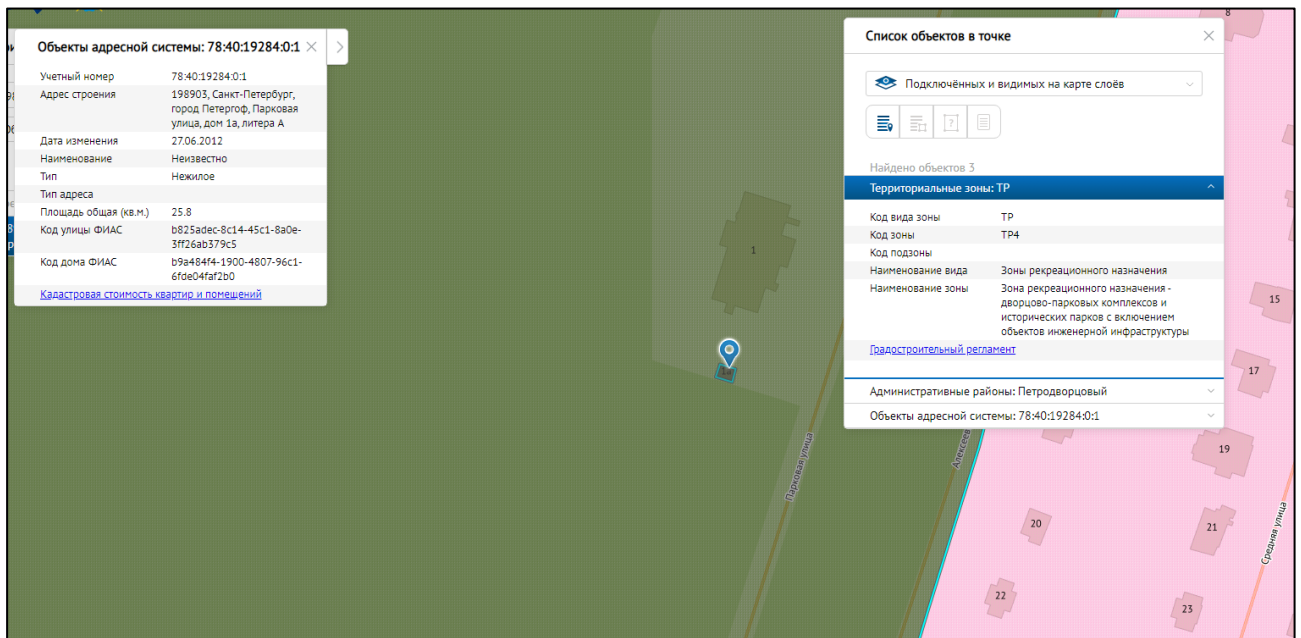 Объекты адресной системы: 78:40:19284:0:1
Учетный номер 78:40:19284:0:1
Адрес строения 198903, Санкт-Петербург,
город Петергоф, Парковая
улица, дом 1а, литера А
Дата изменения 27.06.2012
Наименование Неизвестно
Тип Нежилое
Тип адреса
Площадь общая (кв.м.) 25.8
Код улицы ФИАС b825adec-8c14-45c1-8a0e-
3ff26ab379c5
Код дома ФИАС b9a484f4-1900-4807-96c1-
6fde04faf2b0
Кадастровая стоимость квартир и помещений
1
1а
Парковая улица
Список объектов в точке
Подключённых и видимых на карте слоёв
Найдено объектов 3
Территориальные зоны: ТР
Код вида зоны ТР
Код зоны ТР4
Код подзоны
Наименование вида Зоны рекреационного назначения
Наименование зоны Зона рекреационного назначения -
дворцово-парковых комплексов и
исторических парков с включением
объектов инженерной инфраструктуры
Градостроительный регламент
Административные районы: Петродворцовый
Объекты адресной системы: 78:40:19284:0:1
Алексеев
8
15
17
19
20
21
22
23
Средняя улица